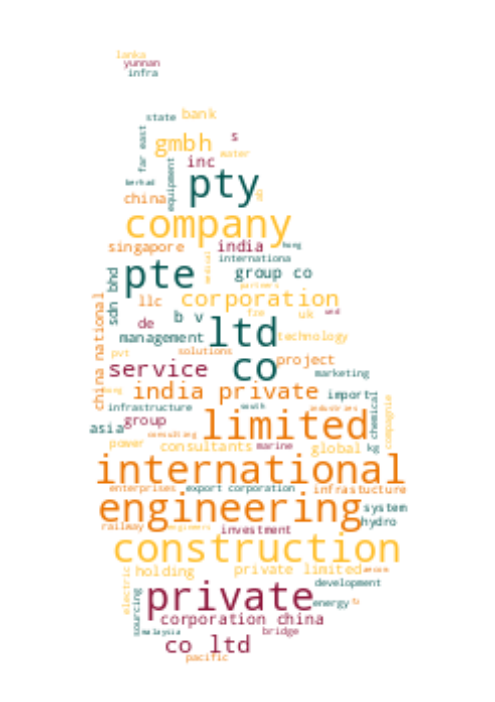 lanka
yunnan
infra
state bank
far east
gmbh
s
water
inc
equipment
berhad
pty
china
company
singapore
india
hong
internationa
medical
pte
group co
sdn bhd
partners
llc
corporation
china national
de
b v
ltd
fze
uk
and
management
technology
pvt
solutions
service
co
project
marketing
india private
import
infrastructure
south
industries
chemical
compagnie
asia
group
limited
consulting
power
consultants
marine
global
kg
international
enterprises
export corporation
infrastucture
engineering
system
hydro
railway
engineers
investment
construction
electric
holding
private limited
aecom
development
sourcing
private
energy
corporation china
malaysia
bridge
co ltd
pacific